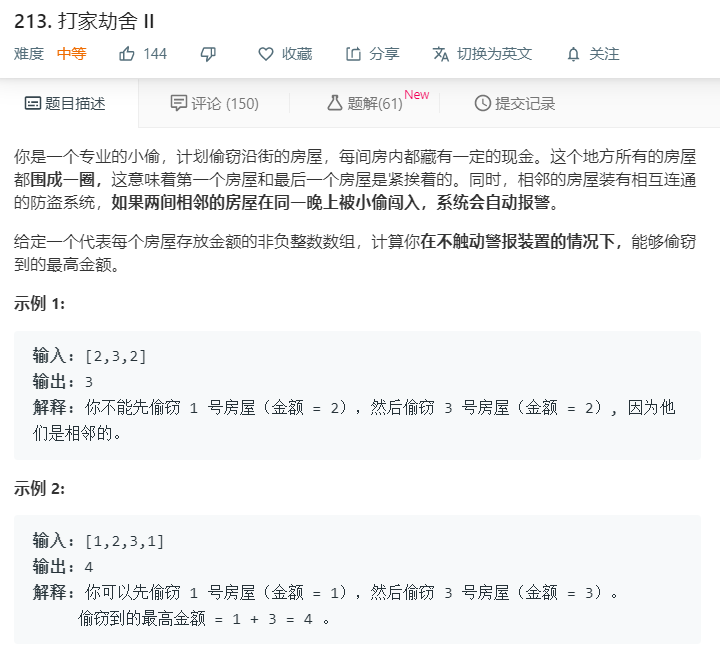 213. 打家劫舍 II
难度 中等 144 收藏 分享 切换为英文 关注
题目描述 评论 (150) 题解(61) New 提交记录
你是一个专业的小偷，计划偷窃沿街的房屋，每间房内都藏有一定的现金。这个地方所有的房屋
都围成一圈，这意味着第一个房屋和最后一个房屋是紧挨着的。同时，相邻的房屋装有相互连通
的防盗系统，如果两间相邻的房屋在同一晚上被小偷闯入，系统会自动报警。
给定一个代表每个房屋存放金额的非负整数数组，计算你在不触动警报装置的情况下，能够偷窃
到的最高金额。
示例 1:
输入: [2,3,2]
输出: 3
解释: 你不能先偷窃 1 号房屋（金额 = 2），然后偷窃 3 号房屋（金额 = 2）, 因为他
们是相邻的。
示例 2:
输入: [1,2,3,1]
输出: 4
解释: 你可以先偷窃 1 号房屋（金额 = 1），然后偷窃 3 号房屋（金额 = 3）。
偷窃到的最高金额 = 1 + 3 = 4 。